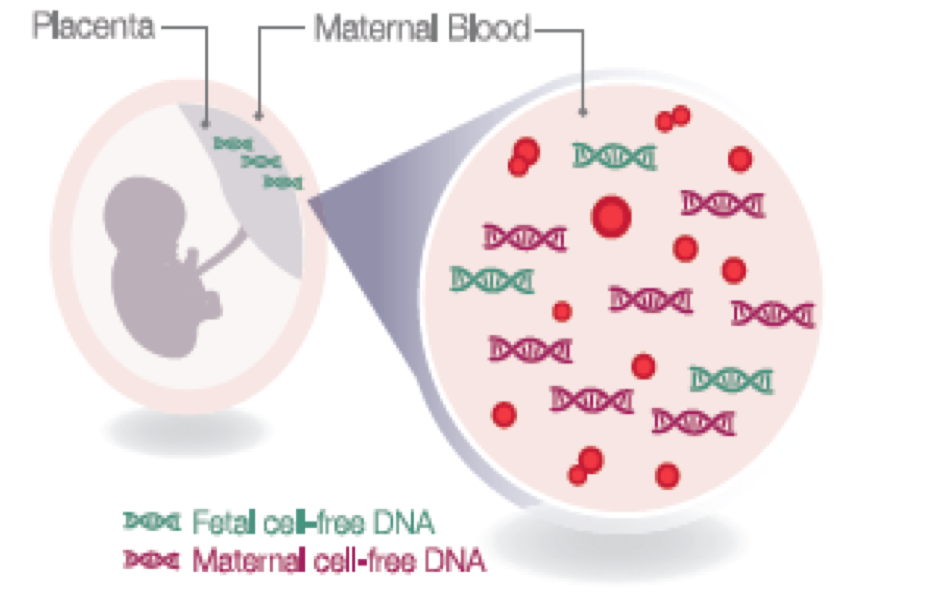 Placenta
Maternal Blood
Fetal cell-free DNA
Maternal cell-free DNA